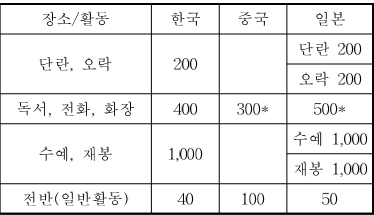 장소/활동 한국 중국 일본
단란, 오락 200 단란 200
오락 200
독서, 전화, 화장 400 300* 500*
수예, 재봉 1,000 수예 1,000
재봉 1,000
전반(일반활동) 40 100 50